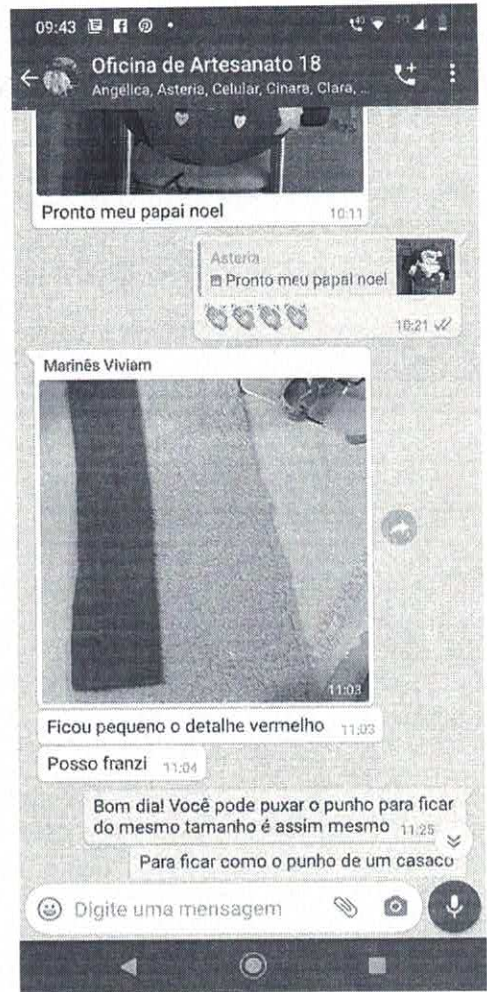 09:43
Oficina de Artesanato 18
Angélica, Asteria, Celular, Cinara, Clara, ...
Pronto meu papai noel 10:11
Asteria
Pronto meu papai noel
10:21
Marinês Viviam
11:03
Ficou pequeno o detalhe vermelho 11:03
Posso franzi 11:04
Bom dia! Você pode puxar o punho para ficar
do mesmo tamanho é assim mesmo 11:25
Para ficar como o punho de um casaco
Digite uma mensagem